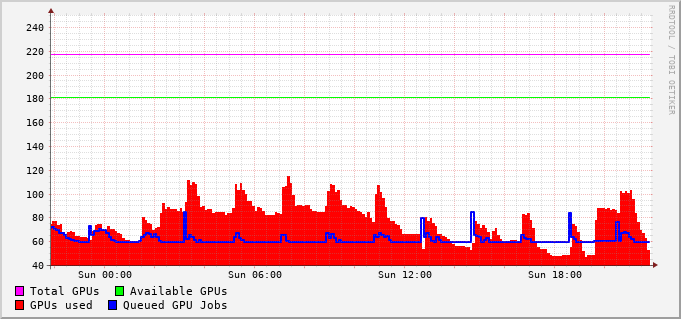 RRDTOOL / TOBI OETIKER
240
220
200
180
160
140
120
100
80
60
40
Sun 00:00 Sun 06:00 Sun 12:00 Sun 18:00
Total GPUs Available GPUs
GPUs used Queued GPU Jobs